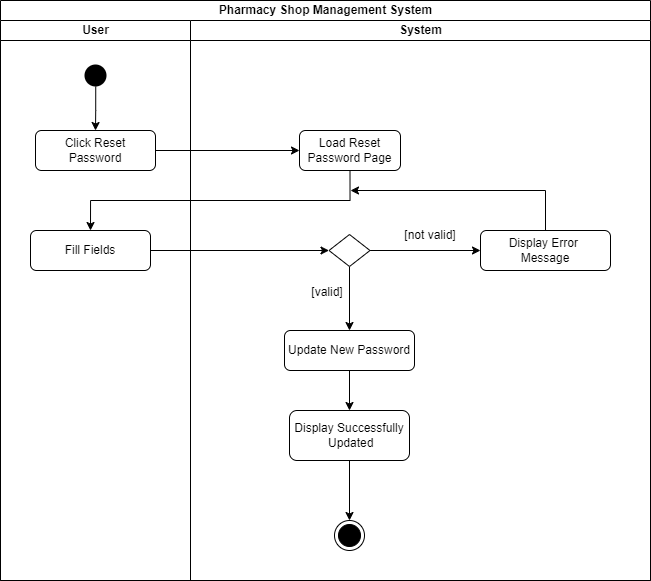 Pharmacy Shop Management System
User
System
Click Reset
Password
Load Reset
Password Page
Fill Fields
[not valid]
Display Error
Message
[valid]
Update New Password
Display Successfully
Updated